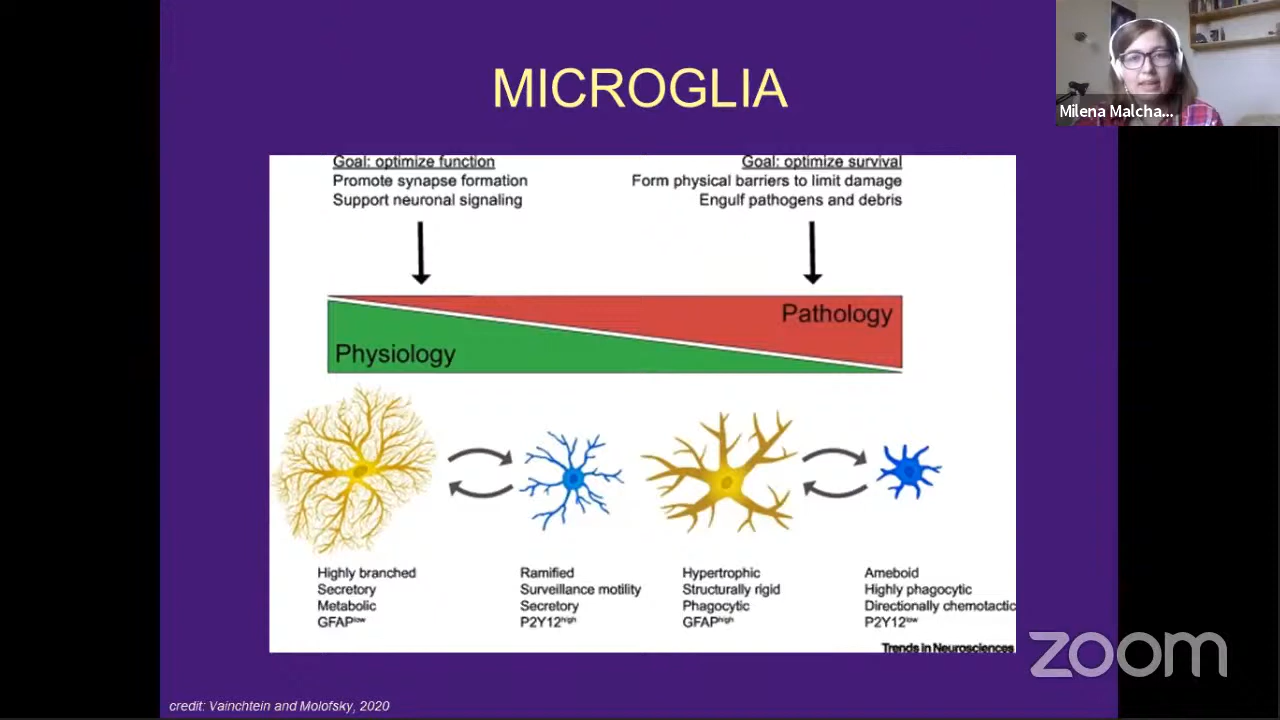 MICROGLIA
Milena Malcha...
Goal: optimize function
Promote synapse formation
Support neuronal signaling
Goal: optimize survival
Form physical barriers to limit damage
Engulf pathogens and debris
Pathology
Physiology
Highly branched
Secretory
Metabolic
GFAPlow
Ramified
Surveillance motility
Secretory
P2Y12high
Hypertrophic
Structurally rigid
Phagocytic
GFAPhigh
Ameboid
Highly phagocytic
Directionally chemotactic
P2Y12low
Trends in Neurosciences
zoom
credit: Vainchtein and Molofsky, 2020